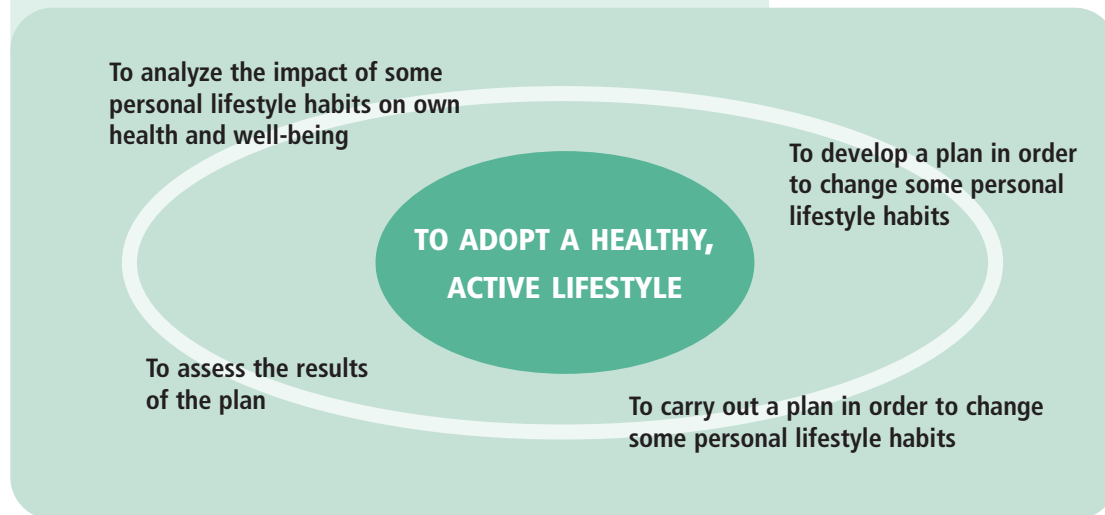 To analyze the impact of some
personal lifestyle habits on own
health and well-being
To develop a plan in order
to change some personal
lifestyle habits
TO ADOPT A HEALTHY,
ACTIVE LIFESTYLE
To assess the results
of the plan
To carry out a plan in order to change
some personal lifestyle habits